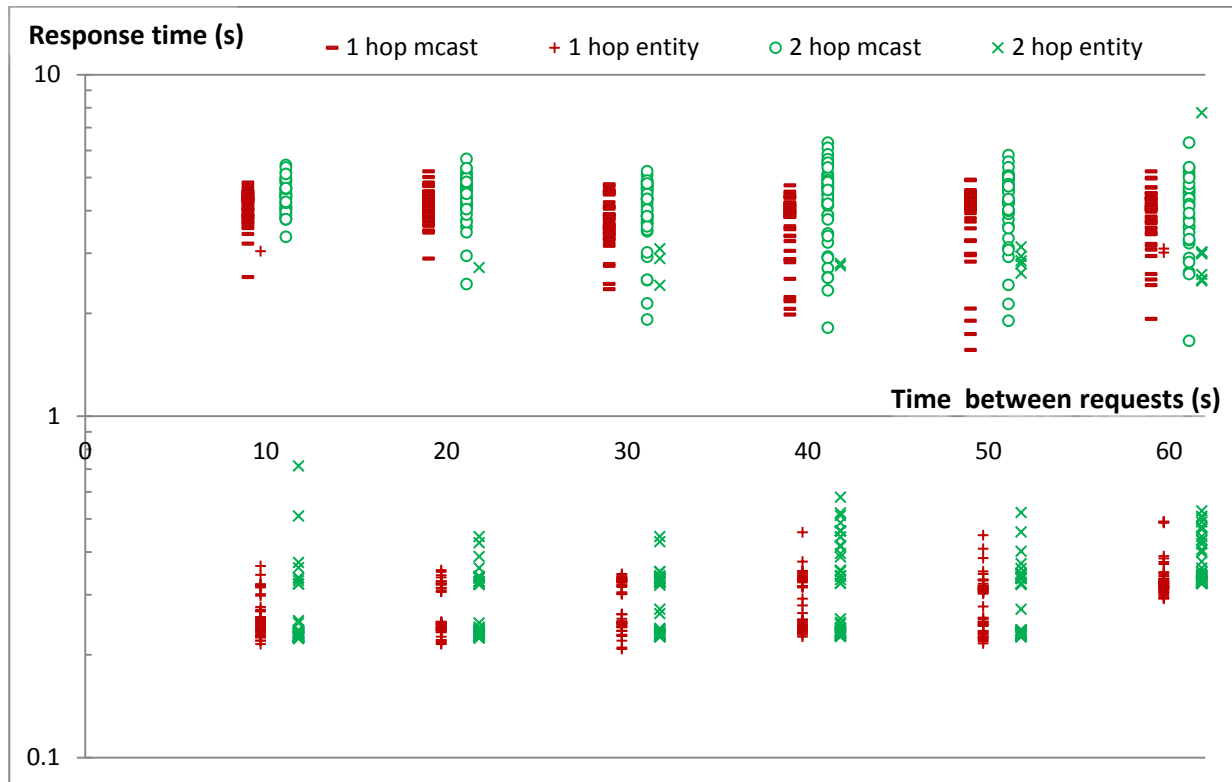 Response time (s)
1 hop mcast 1 hop entity 2 hop mcast 2 hop entity
10
Time between requests (s)
1
0 10 20 30 40 50 60
0.1